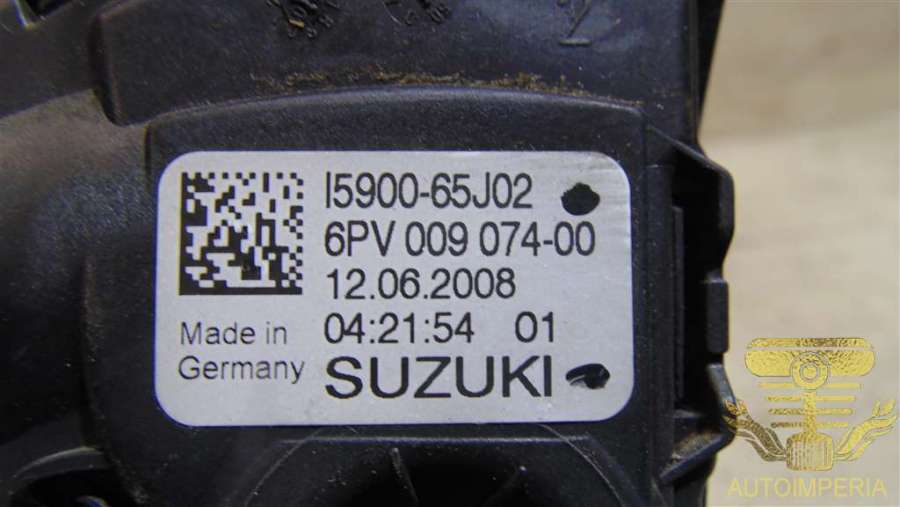 I5900-65J02
6PV 009 074-00
12.06.2008
04:21:54 01
Made in
Germany
SUZUKI
AUTOIMPERIA